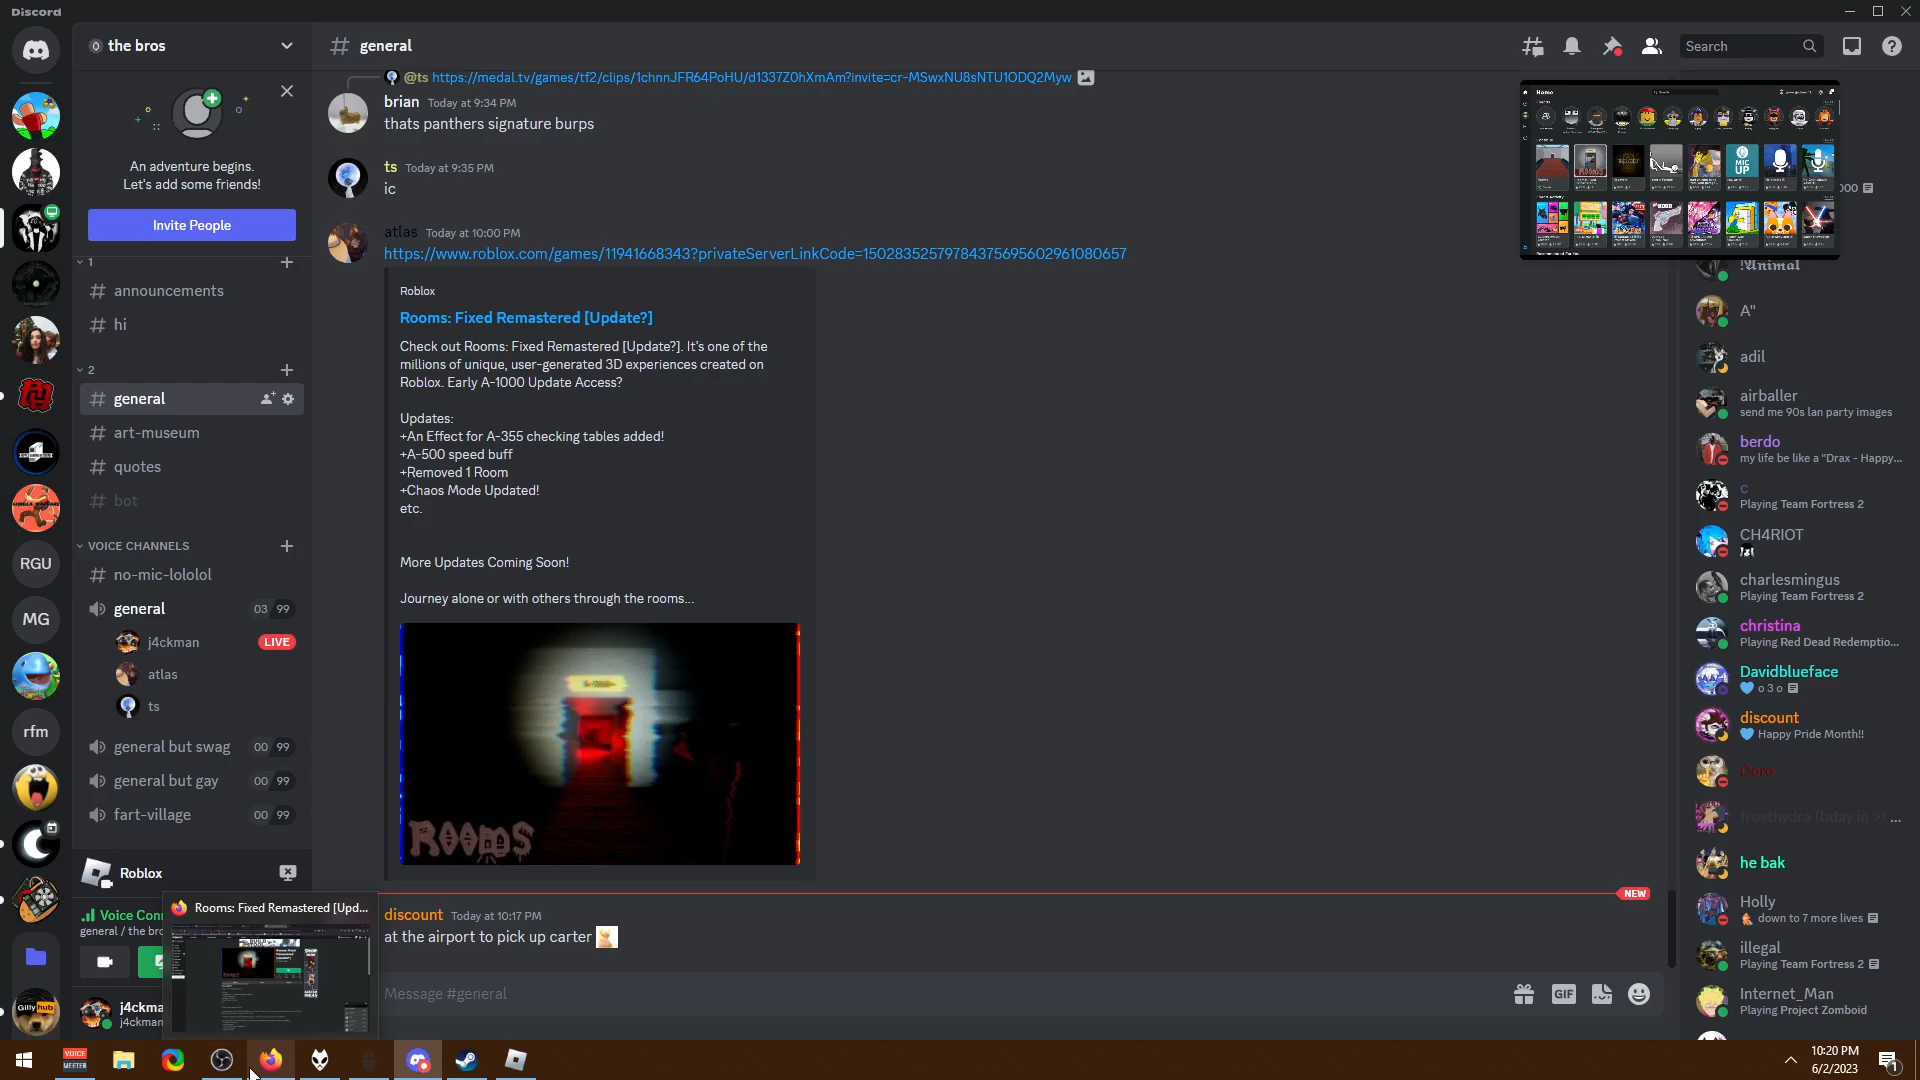 Discord
the bros
An adventure begins.
Let's add some friends!
Invite People
1
announcements
hi
2
general
art-museum
quotes
bot
VOICE CHANNELS
no-mic-lololol
general 03 99
j4ckman LIVE
atlas
ts
general but swag 00 99
general but gay 00 99
fart-village 00 99
Roblox
Voice Conn
general / the bro
j4ckma
j4ckman
RGU
MG
rfm
Gillyhub
# general
Search
@ts https://medal.tv/games/tf2/clips/1chnnJFR64PoHU/d1337Z0hXmAm?invite=cr-MSwxNU8sNTU1ODQ2Myw
brian Today at 9:34 PM
thats panthers signature burps
ts Today at 9:35 PM
ic
atlas Today at 10:00 PM
https://www.roblox.com/games/11941668343?privateServerLinkCode=15028352579784375695602961080657
Roblox
Rooms: Fixed Remastered [Update?]
Check out Rooms: Fixed Remastered [Update?]. It's one of the
millions of unique, user-generated 3D experiences created on
Roblox. Early A-1000 Update Access?
Updates:
+An Effect for A-355 checking tables added!
+A-500 speed buff
+Removed 1 Room
+Chaos Mode Updated!
etc.
More Updates Coming Soon!
Journey alone or with others through the rooms...
ROOMS
NEW
discount Today at 10:17 PM
at the airport to pick up carter
Message #general
GIF
Rooms: Fixed Remastered [Upd...
Home
ROOMS
MIC UP
000
!𝕬nimal
A"
adil
airballer
send me 90s lan party images
berdo
my life be like a "Drax - Happy...
c
Playing Team Fortress 2
CH4RIOT
charlesmingus
Playing Team Fortress 2
christina
Playing Red Dead Redemptio...
Davidblueface
o 3 o
discount
Happy Pride Month!!
Doro
frosthydra (bday in >1 ...
he bak
Holly
down to 7 more lives
illegal
Playing Team Fortress 2
Internet_Man
Playing Project Zomboid
VOICE MEETER
10:20 PM
6/2/2023
1